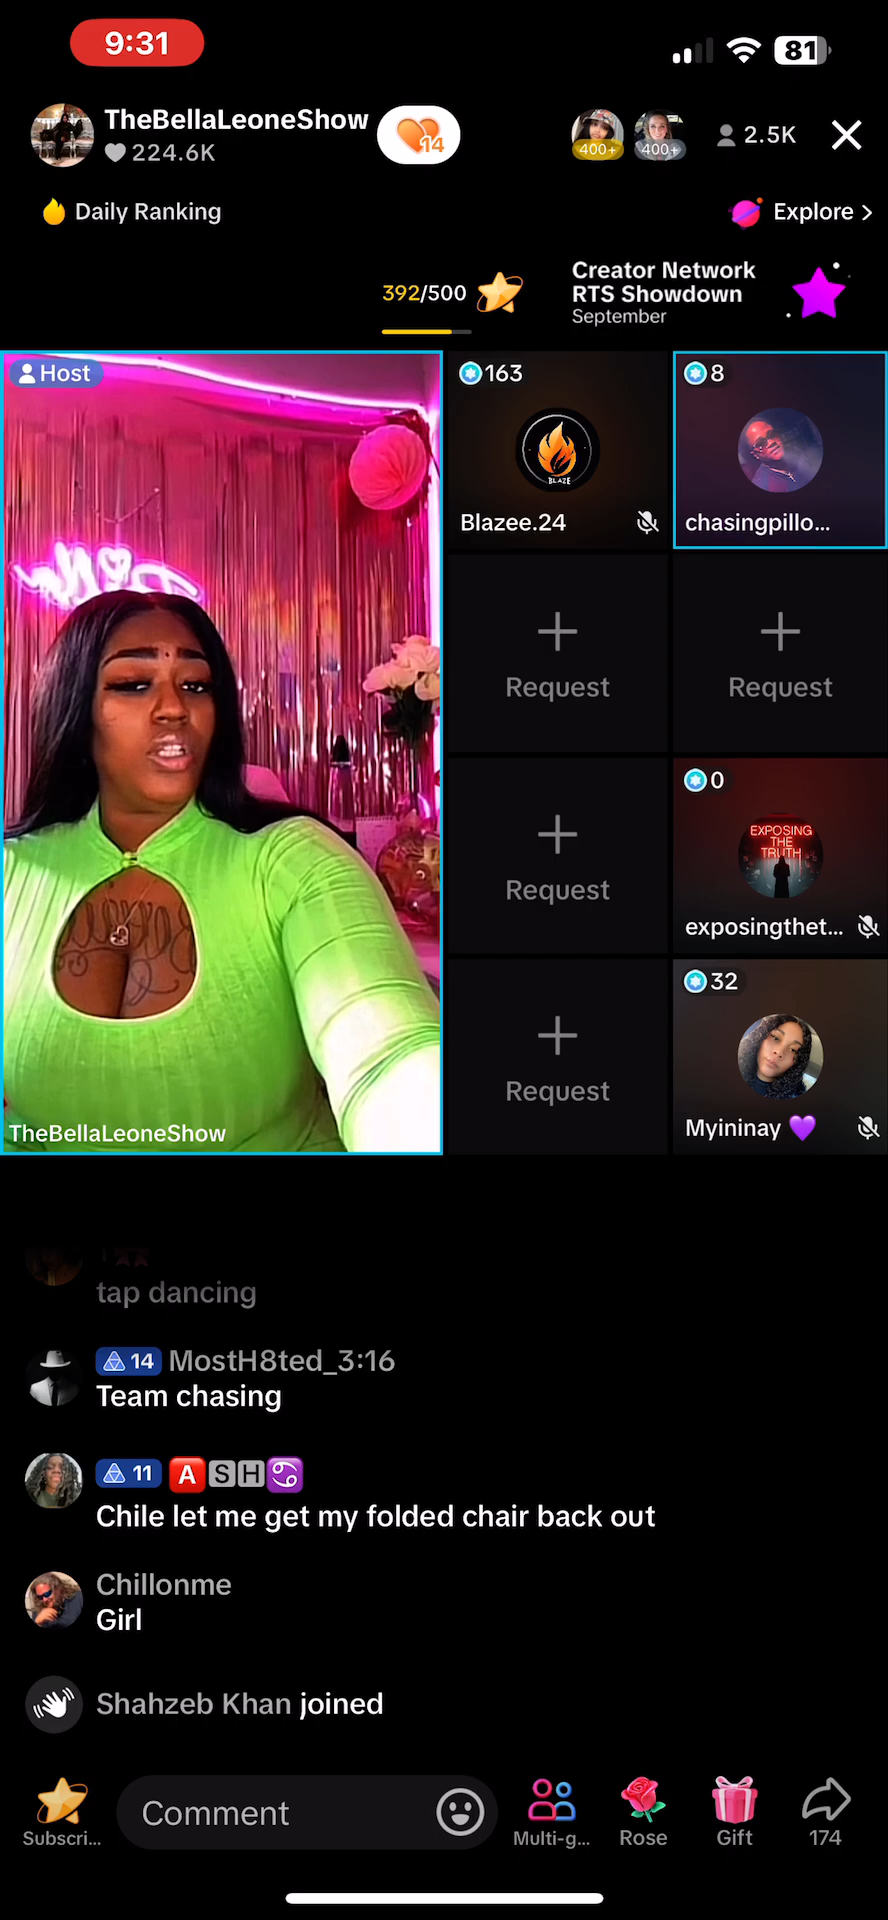 9:31
81
TheBellaLeoneShow
224.6K
14
400+
400+
2.5K
Daily Ranking
Explore >
392/500
Creator Network
RTS Showdown
September
Host
163
8
BLAZE
Blazee.24
chasingpillo...
Request
Request
0
EXPOSING
THE
TRUTH
Request
exposingthet...
32
Request
Myininay 💜
TheBellaLeoneShow
tap dancing
14 MostH8ted_3:16
Team chasing
11 🅰🆂🅷♋
Chile let me get my folded chair back out
Chillonme
Girl
Shahzeb Khan joined
Comment
Subscri...
Multi-g...
Rose
Gift
174